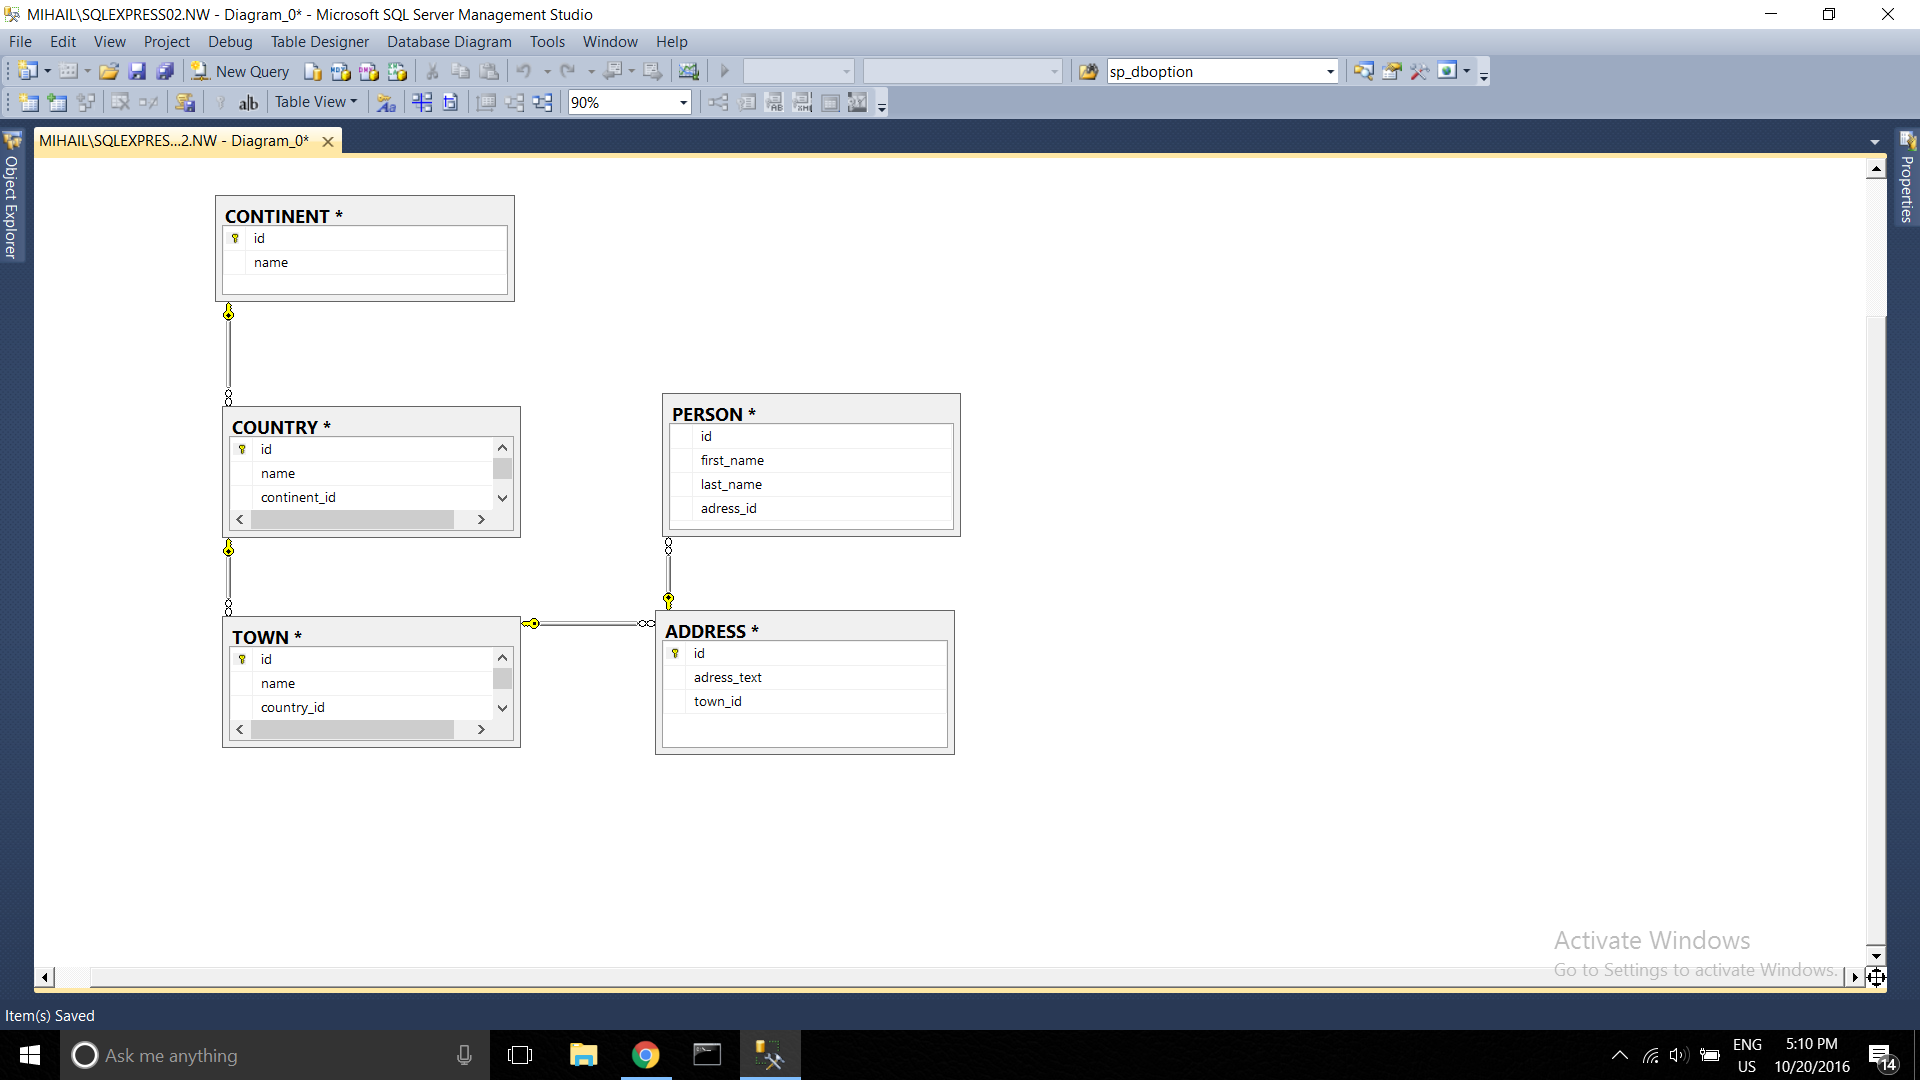 MIHAIL\SQLEXPRESS02.NW - Diagram_0* - Microsoft SQL Server Management Studio
File Edit View Project Debug Table Designer Database Diagram Tools Window Help
New Query
sp_dboption
Table View
90%
MIHAIL\SQLEXPRES...2.NW - Diagram_0*
Object Explorer
Properties
CONTINENT *
id
name
COUNTRY *
id
name
continent_id
PERSON *
id
first_name
last_name
adress_id
TOWN *
id
name
country_id
ADDRESS *
id
adress_text
town_id
Activate Windows
Go to Settings to activate Windows.
Item(s) Saved
Ask me anything
ENG
US
5:10 PM
10/20/2016
14